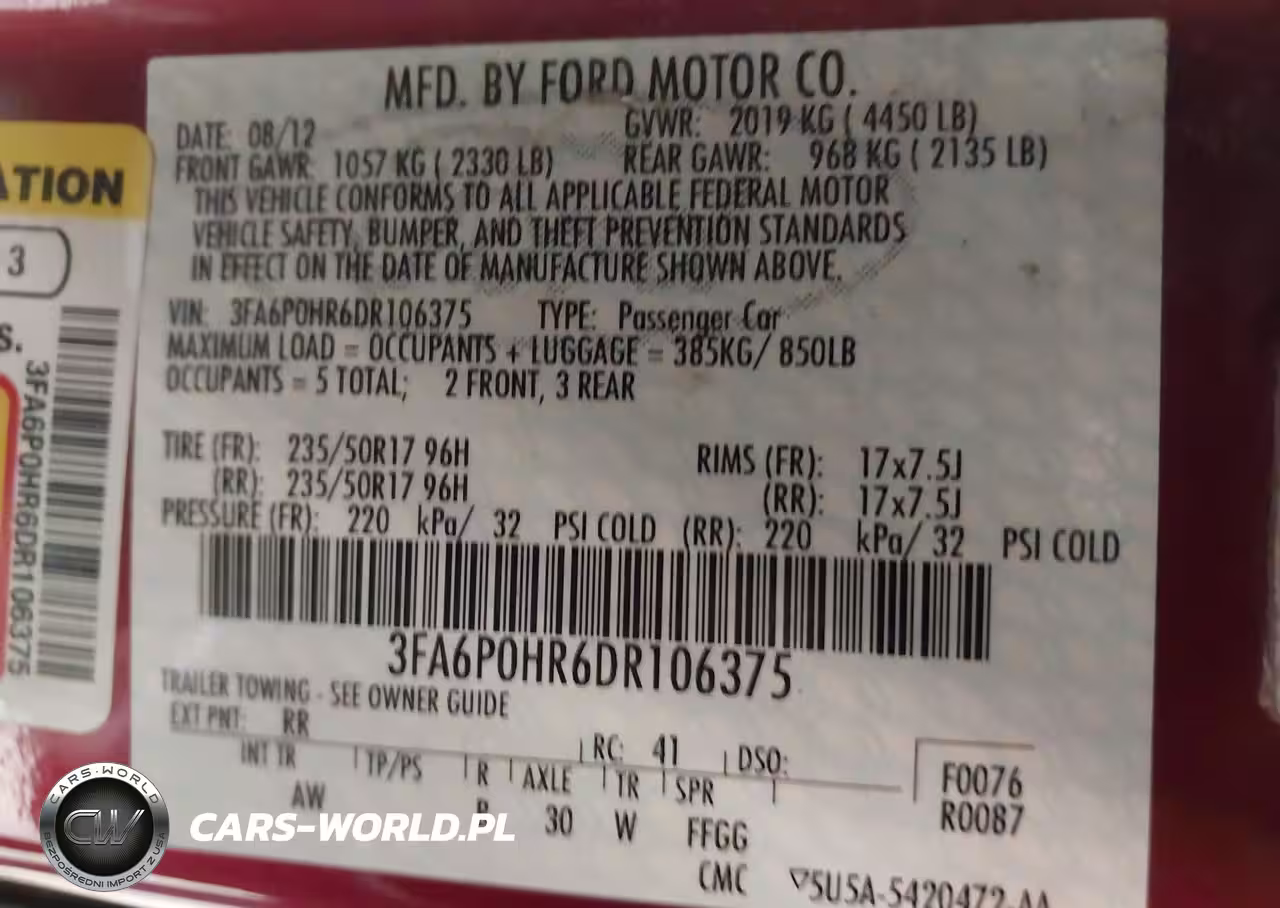 MFD. BY FORD MOTOR CO.
DATE: 08/12 GVWR: 2019 KG ( 4450 LB)
FRONT GAWR: 1057 KG ( 2330 LB) REAR GAWR: 968 KG ( 2135 LB)
THIS VEHICLE CONFORMS TO ALL APPLICABLE FEDERAL MOTOR
VEHICLE SAFETY, BUMPER, AND THEFT PREVENTION STANDARDS
IN EFFECT ON THE DATE OF MANUFACTURE SHOWN ABOVE.
VIN: 3FA6P0HR6DR106375 TYPE: Passenger Car
MAXIMUM LOAD = OCCUPANTS + LUGGAGE = 385KG/ 850LB
OCCUPANTS = 5 TOTAL; 2 FRONT, 3 REAR
TIRE (FR): 235/50R17 96H RIMS (FR): 17x7.5J
(RR): 235/50R17 96H (RR): 17x7.5J
PRESSURE (FR): 220 kPa/ 32 PSI COLD (RR): 220 kPa/ 32 PSI COLD
3FA6P0HR6DR106375
TRAILER TOWING - SEE OWNER GUIDE
EXT PNT: RR RC: 41 DSO:
INT TR TP/PS R AXLE TR SPR F0076
AW 30 W FFGG R0087
CMC ▽5U5A-5420472-AA
ATION
3
S.
3FA6P0HR6DR106375
CARS-WORLD
CW
BEZPOŚREDNI IMPORT Z USA
CARS-WORLD.PL